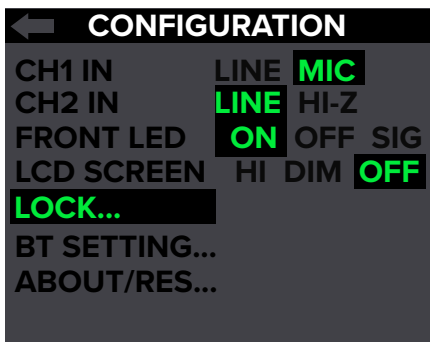 CONFIGURATION
CH1 IN LINE MIC
CH2 IN LINE HI-Z
FRONT LED ON OFF SIG
LCD SCREEN HI DIM OFF
LOCK...
BT SETTING...
ABOUT/RES...